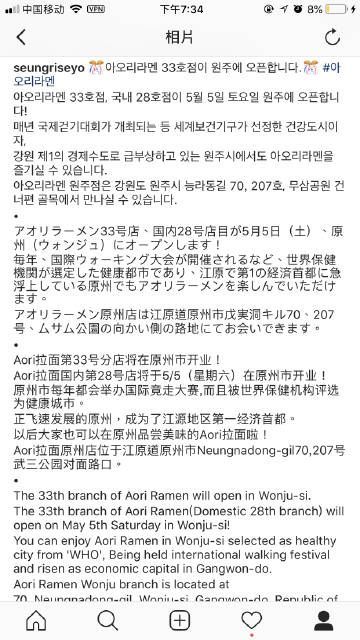 中国移动 VPN 下午7:34 8%
相片
seungriseyo 아오리라멘 33호점이 원주에 오픈합니다. #아
오리라멘
아오리라멘 33호점, 국내 28호점이 5월 5일 토요일 원주에 오픈합니
다!
매년 국제걷기대회가 개최되는 등 세계보건기구가 선정한 건강도시이
자,
강원 제1의 경제수도로 급부상하고 있는 원주시에서도 아오리라멘을
즐기실 수 있습니다.
아오리라멘 원주점은 강원도 원주시 능라동길 70, 207호, 무삼공원 건
너편 골목에서 만나실 수 있습니다.
•
アオリラーメン33号店、国内28号店目が5月5日（土）、原
州（ウォンジュ）にオープンします！
毎年、国際ウォーキング大会が開催されるなど、世界保健
機関が選定した健康都市であり、江原で第1の経済首都に急
浮上している原州でもアオリラーメンを楽しんでいただけ
ます。
アオリラーメン原州店は江原道原州市戊実洞キル70、207
号、ムサム公園の向かい側の路地にてお会いできます。
•
Aori拉面第33号分店将在原州市开业！
Aori拉面国内第28号店将于5/5（星期六）在原州市开业！
原州市每年都会举办国际竟走大赛,而且被世界保健机构评选
为健康城市。
正飞速发展的原州，成为了江源地区第一经济首都。
以后大家也可以在原州品尝美味的Aori拉面啦！
Aori拉面原州店位于江原道原州市Neungnadong-gil70,207号
武三公园对面路口。
•
The 33th branch of Aori Ramen will open in Wonju-si.
The 33th branch of Aori Ramen(Domestic 28th branch) will
open on May 5th Saturday in Wonju-si!
You can enjoy Aori Ramen in Wonju-si selected as healthy
city from 'WHO', Being held international walking festival
and risen as economic capital in Gangwon-do.
Aori Ramen Wonju branch is located at
70, Neungnadong-gil, Wonju-si, Gangwon-do, Republic of